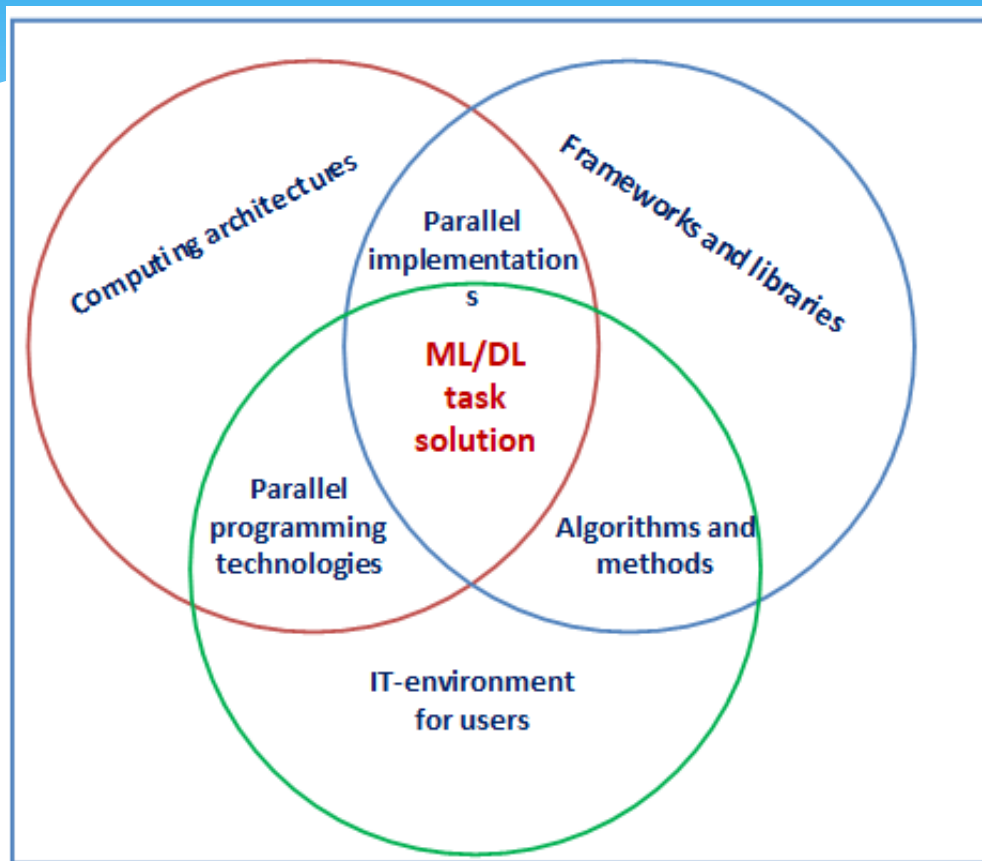 Computing architectures
Frameworks and libraries
Parallel
implementation
s
ML/DL
task
solution
Parallel
programming
technologies
Algorithms and
methods
IT-environment
for users